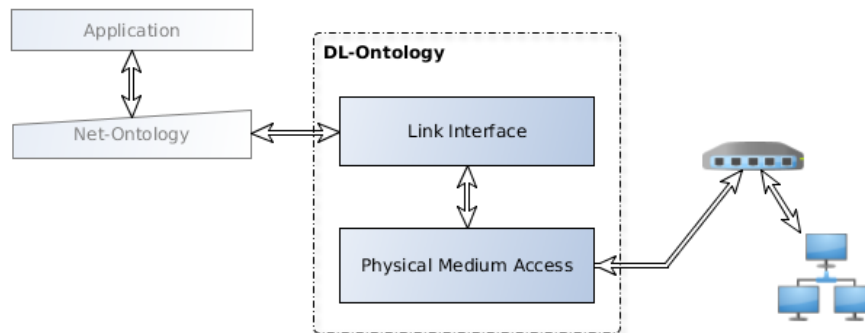 Application
DL-Ontology
Net-Ontology
Link Interface
Physical Medium Access